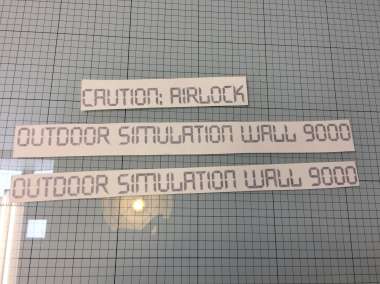 CAUTION: AIRLOCK
OUTDOOR SIMULATION WALL 9000
OUTDOOR SIMULATION WALL 9000